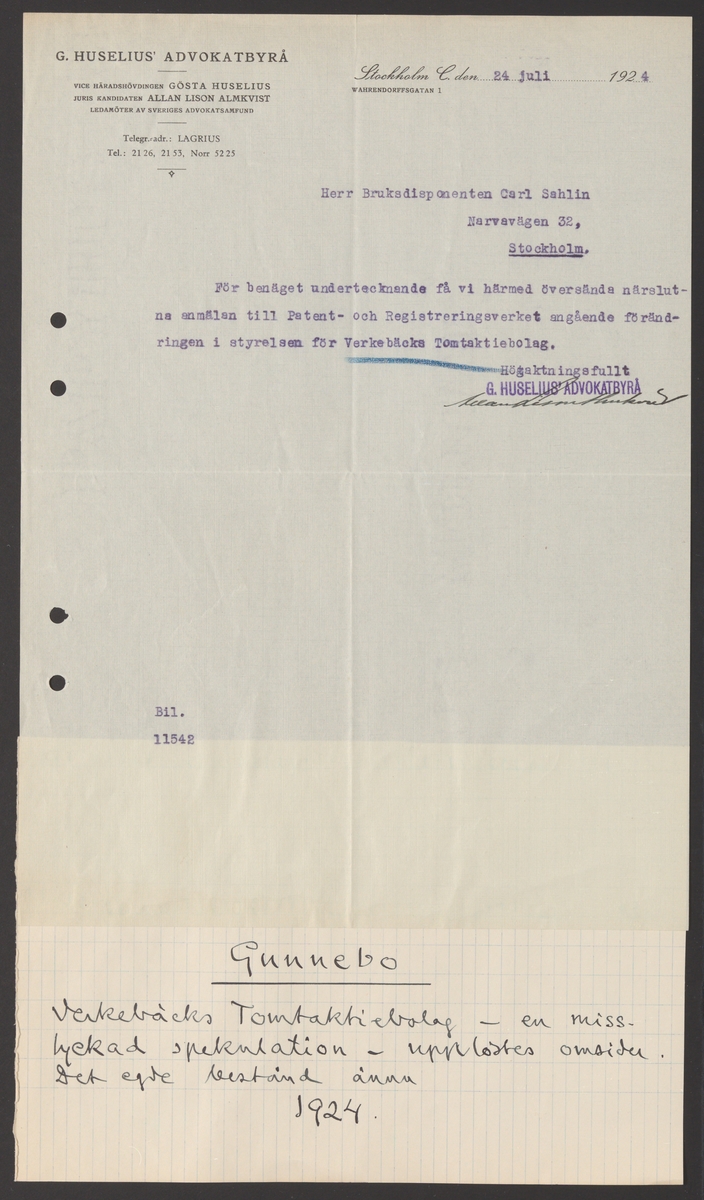 G. HUSELIUS' ADVOKATBYRÅ
VICE HÄRADSHÖVDINGEN GÖSTA HUSELIUS
JURIS KANDIDATEN ALLAN LISON ALMKVIST
LEDAMÖTER AV SVERIGES ADVOKATSAMFUND
Telegr.-adr.: LAGRIUS
Tel.: 21 26, 21 53, Norr 52 25
Stockholm C. den 24 juli 1924
WAHRENDORFFSGATAN 1
Herr Bruksdisponenten Carl Sahlin
Narvavägen 32,
Stockholm.
För benäget undertecknande få vi härmed översända närslut-
na anmälan till Patent- och Registreringsverket angående föränd-
ringen i styrelsen för Verkebäcks Tomtaktiebolag.
Högaktningsfullt
G. HUSELIUS' ADVOKATBYRÅ
Allan Lison Almkvist
Bil.
11542
Gunnebo
Verkebäcks Tomtaktiebolag – en miss-
lyckad spekulation – upplöstes omsider.
Det egde bestånd ännu
1924.